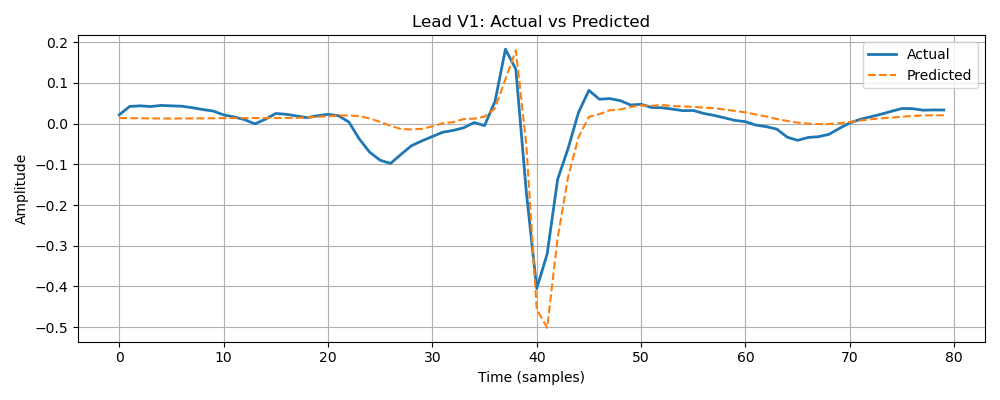 Lead V1: Actual vs Predicted
Actual
Predicted
Amplitude
0.2
0.1
0.0
−0.1
−0.2
−0.3
−0.4
−0.5
0 10 20 30 40 50 60 70 80
Time (samples)